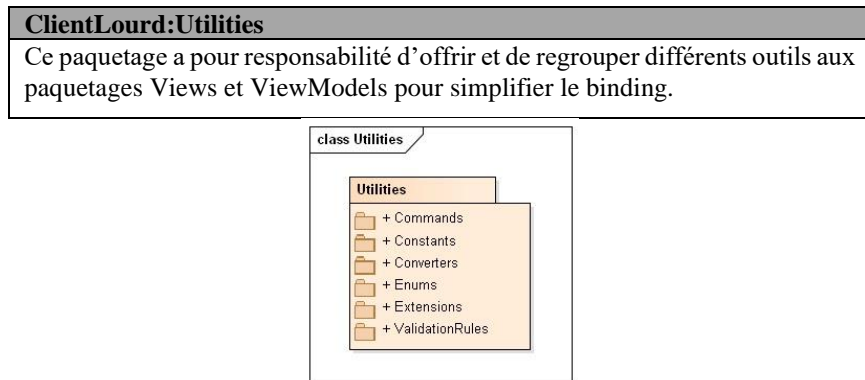 ClientLourd:Utilities
Ce paquetage a pour responsabilité d’offrir et de regrouper différents outils aux
paquetages Views et ViewModels pour simplifier le binding.
class Utilities
Utilities
+ Commands
+ Constants
+ Converters
+ Enums
+ Extensions
+ ValidationRules